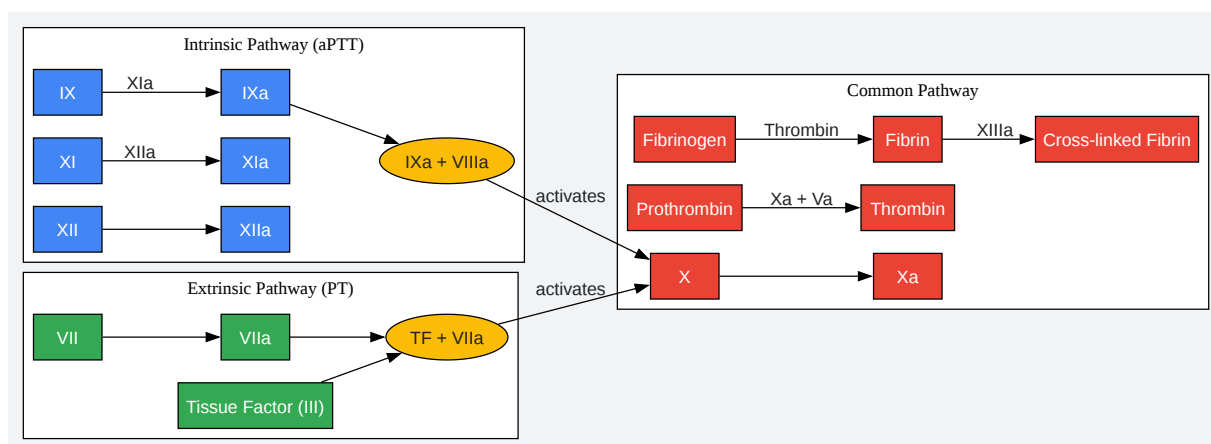 Intrinsic Pathway (aPTT)
IX
XIa
IXa
XI
XIIa
XIa
IXa + VIIIa
XII
XIIa
activates
Extrinsic Pathway (PT)
VII
VIIa
TF + VIIa
Tissue Factor (III)
activates
Common Pathway
Fibrinogen
Thrombin
Fibrin
XIIIa
Cross-linked Fibrin
Prothrombin
Xa + Va
Thrombin
X
Xa